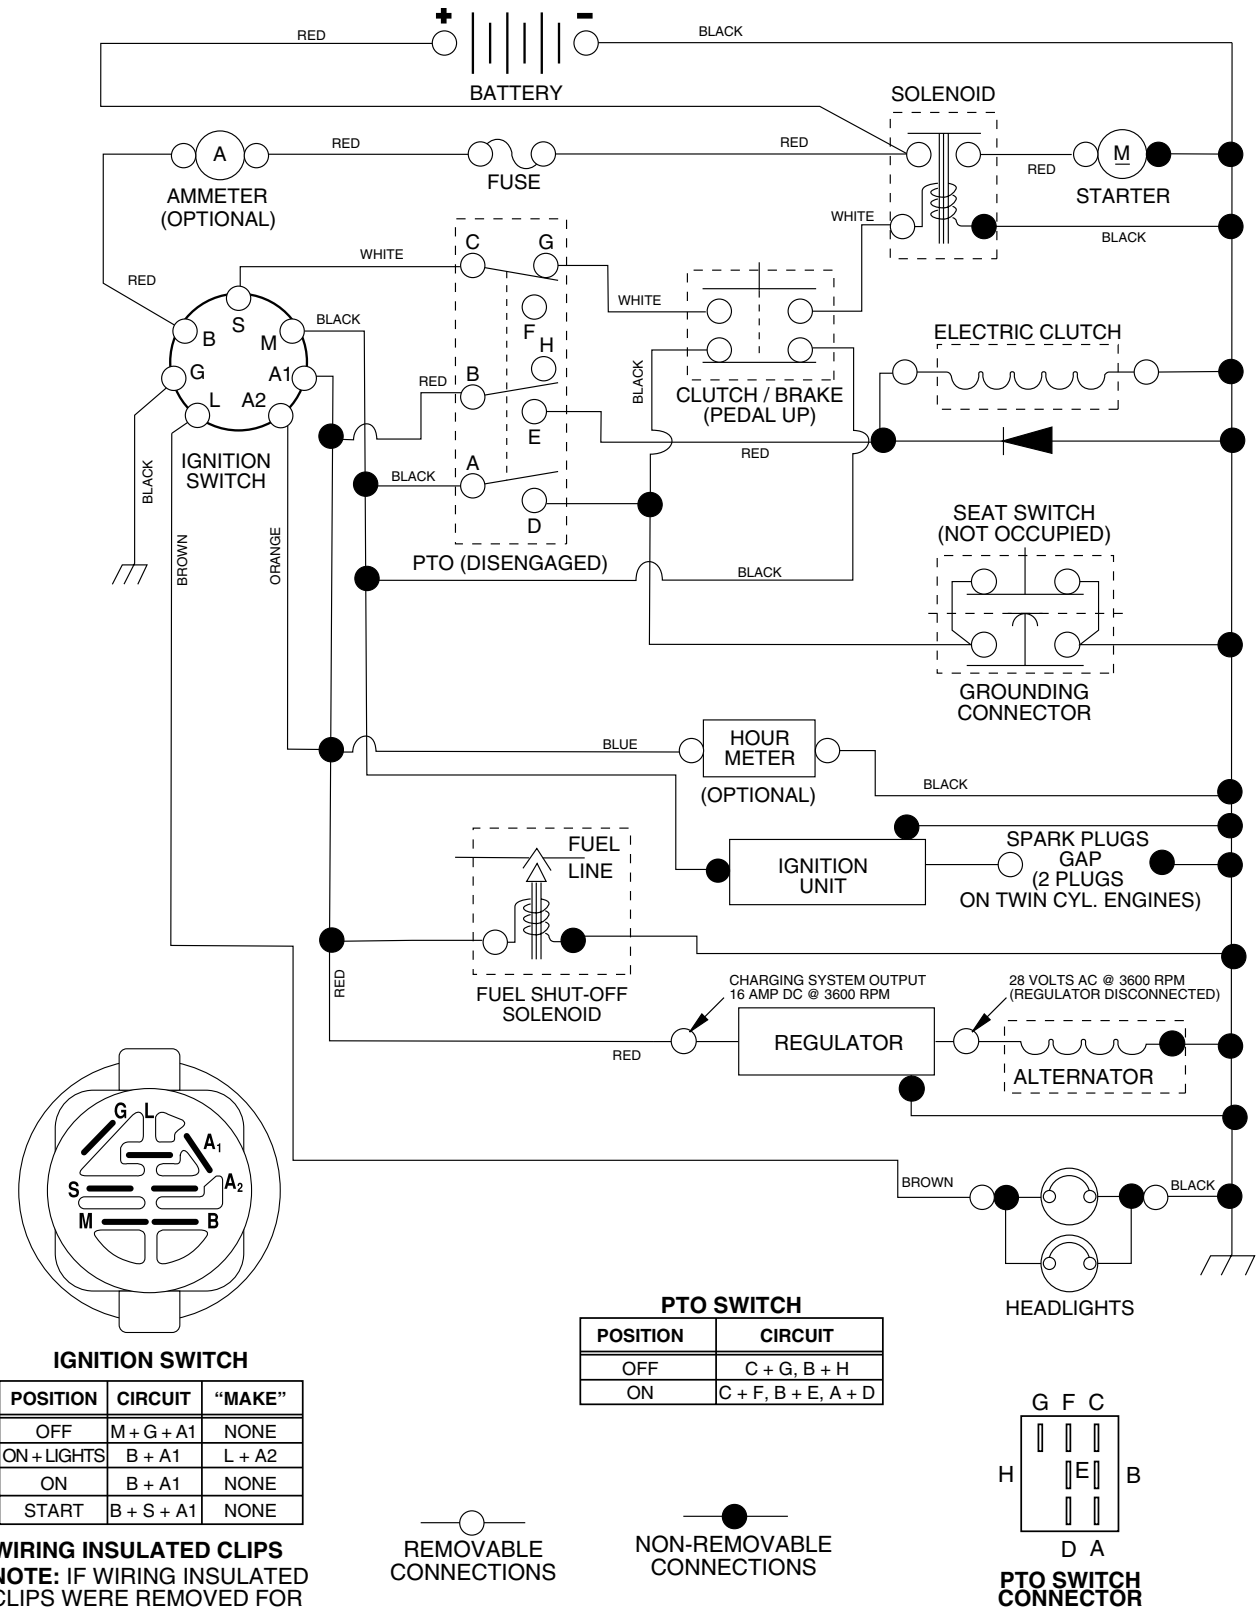 + −
RED
BLACK
BATTERY
SOLENOID
A
RED
RED
M
RED
AMMETER
(OPTIONAL)
FUSE
STARTER
WHITE
BLACK
RED
WHITE
C G
F
H
B
E
A
D
WHITE
S
B M
G A1
L A2
BLACK
RED
BLACK
BLACK
CLUTCH / BRAKE
(PEDAL UP)
ELECTRIC CLUTCH
RED
IGNITION
SWITCH
BLACK
BROWN
ORANGE
PTO (DISENGAGED)
BLACK
SEAT SWITCH
(NOT OCCUPIED)
GROUNDING
CONNECTOR
BLUE
HOUR
METER
(OPTIONAL)
BLACK
FUEL
LINE
IGNITION
UNIT
SPARK PLUGS
GAP
(2 PLUGS
ON TWIN CYL. ENGINES)
RED
FUEL SHUT-OFF
SOLENOID
CHARGING SYSTEM OUTPUT
16 AMP DC @ 3600 RPM
28 VOLTS AC @ 3600 RPM
(REGULATOR DISCONNECTED)
RED
REGULATOR
ALTERNATOR
G L
A1
S A2
M B
BROWN
BLACK
HEADLIGHTS
IGNITION SWITCH
POSITION CIRCUIT “MAKE”
OFF M + G + A1 NONE
ON + LIGHTS B + A1 L + A2
ON B + A1 NONE
START B + S + A1 NONE
PTO SWITCH
POSITION CIRCUIT
OFF C + G, B + H
ON C + F, B + E, A + D
G F C
H E B
D A
PTO SWITCH
CONNECTOR
WIRING INSULATED CLIPS
NOTE: IF WIRING INSULATED
CLIPS WERE REMOVED FOR
REMOVABLE
CONNECTIONS
NON-REMOVABLE
CONNECTIONS